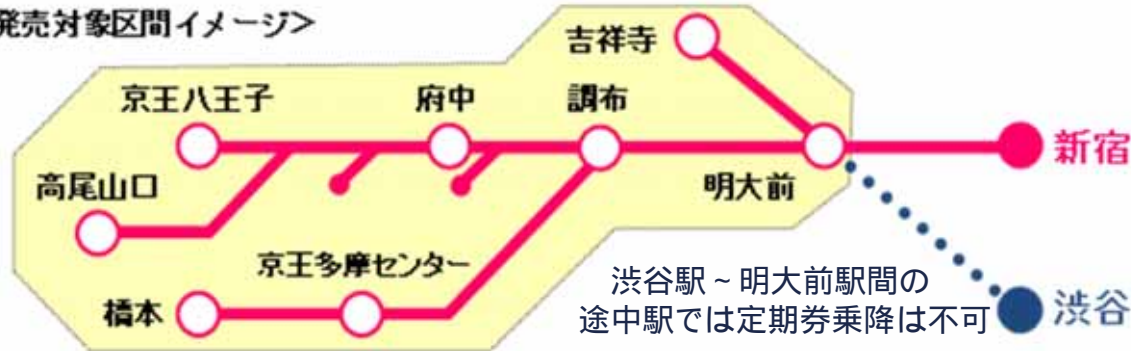 発売対象区間イメージ>
吉祥寺
京王八王子
府中
調布
新宿
高尾山口
明大前
京王多摩センター
橋本
渋谷駅~明大前駅間の
途中駅では定期券乗降は不可
渋谷